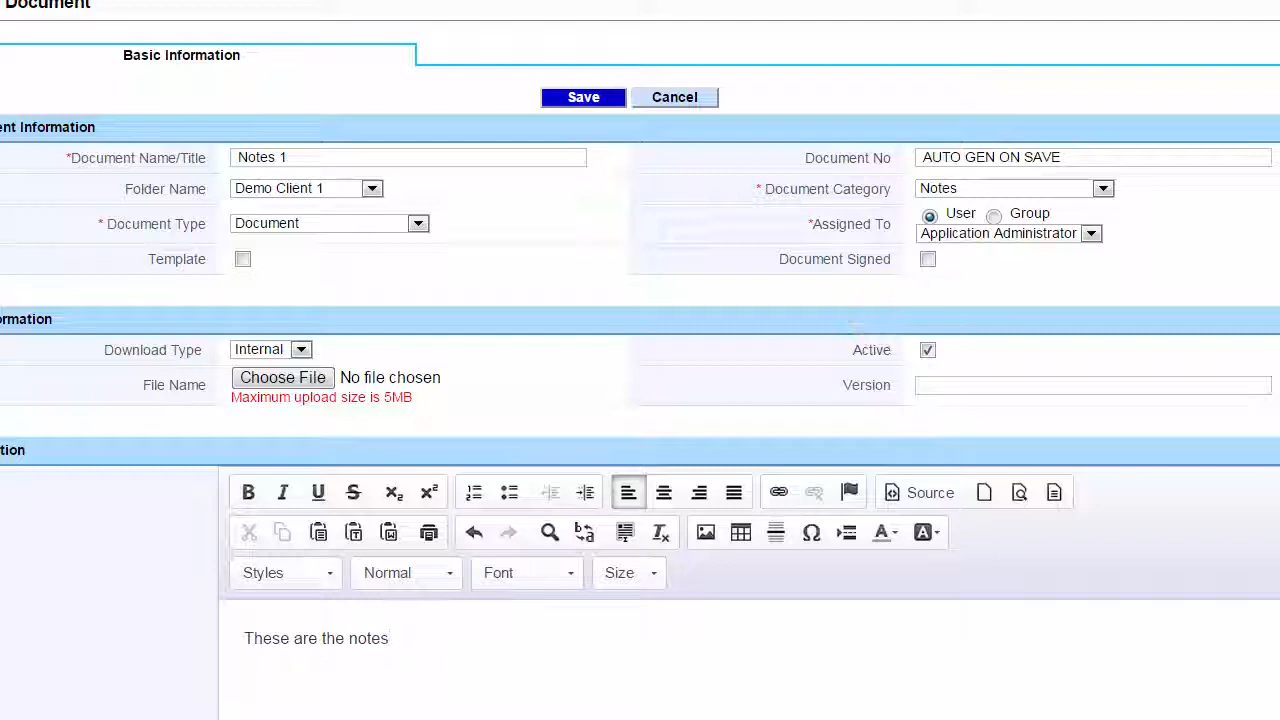 Document
Basic Information
Save Cancel
ent Information
*Document Name/Title Notes 1 Document No AUTO GEN ON SAVE
Folder Name Demo Client 1 * Document Category Notes
* Document Type Document *Assigned To User Group
Application Administrator
Template Document Signed
ormation
Download Type Internal Active
File Name Choose File No file chosen Version
Maximum upload size is 5MB
tion
B I U S x₂ x² Source
Styles Normal Font Size
These are the notes